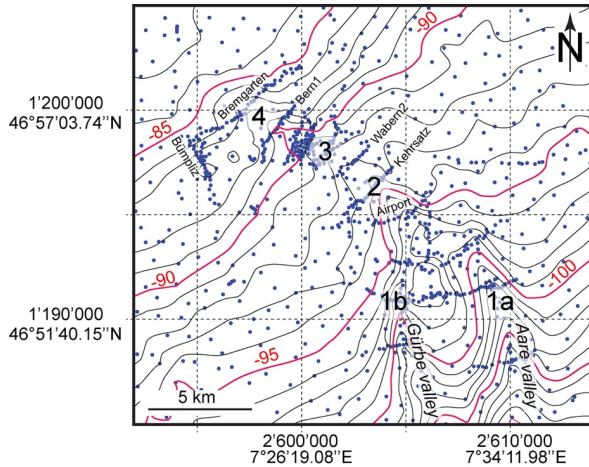 -90
N
1'200'000
46°57'03.74''N
Bremgarten
Bern1
4
-85
Bümpliz
3
Wabern2
Kehrsatz
2
Airport
-90
-100
1'190'000
46°51'40.15''N
1b
1a
-95
Gürbe valley
Aare valley
5 km
2'600'000
7°26'19.08''E
2'610'000
7°34'11.98''E